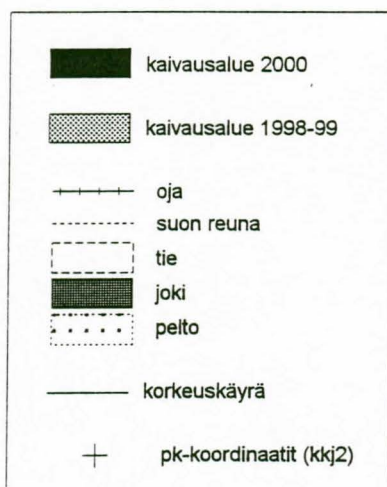 kaivausalue 2000
kaivausalue 1998-99
oja
suon reuna
tie
joki
pelto
korkeuskäyrä
pk-koordinaatit (kkj2)